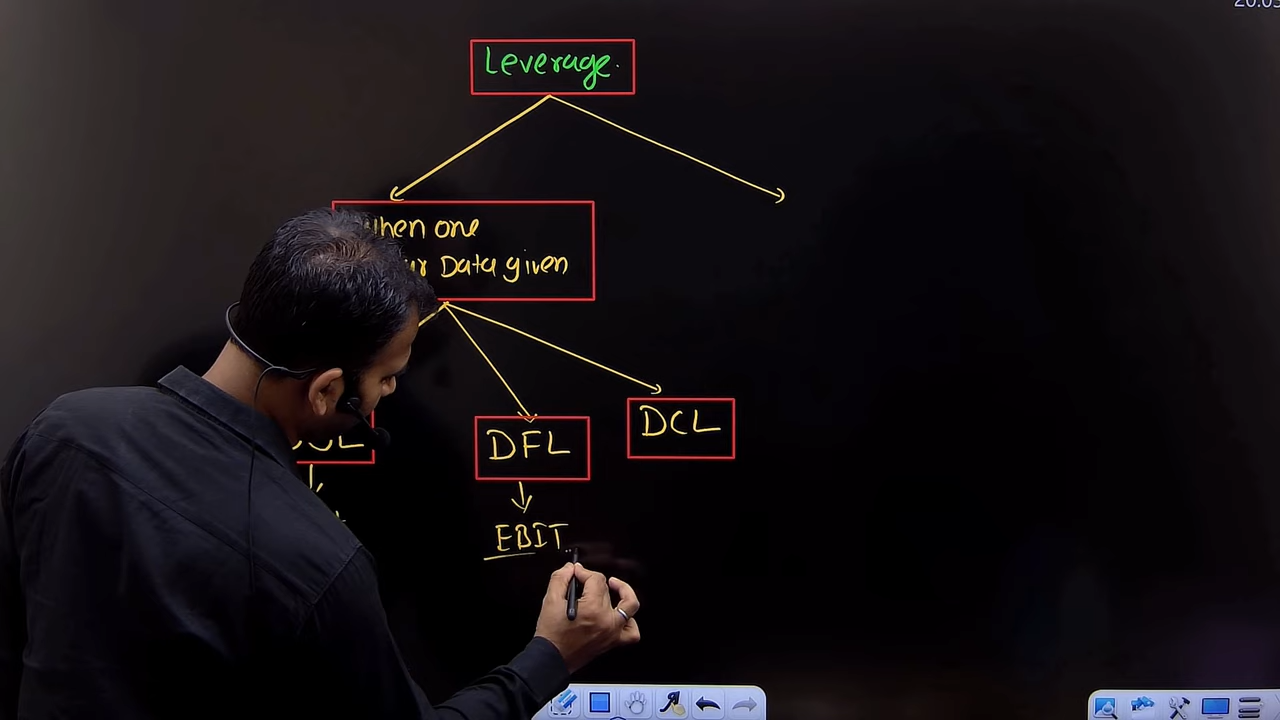 Leverage.
when one
Data given
DCL
DFL
EBIT